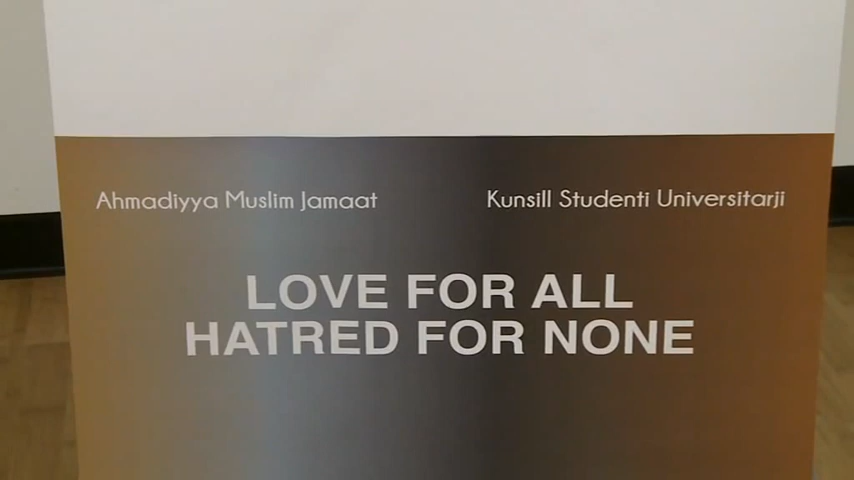 Ahmadiyya Muslim Jamaat
Kunsill Studenti Universitarji
LOVE FOR ALL
HATRED FOR NONE